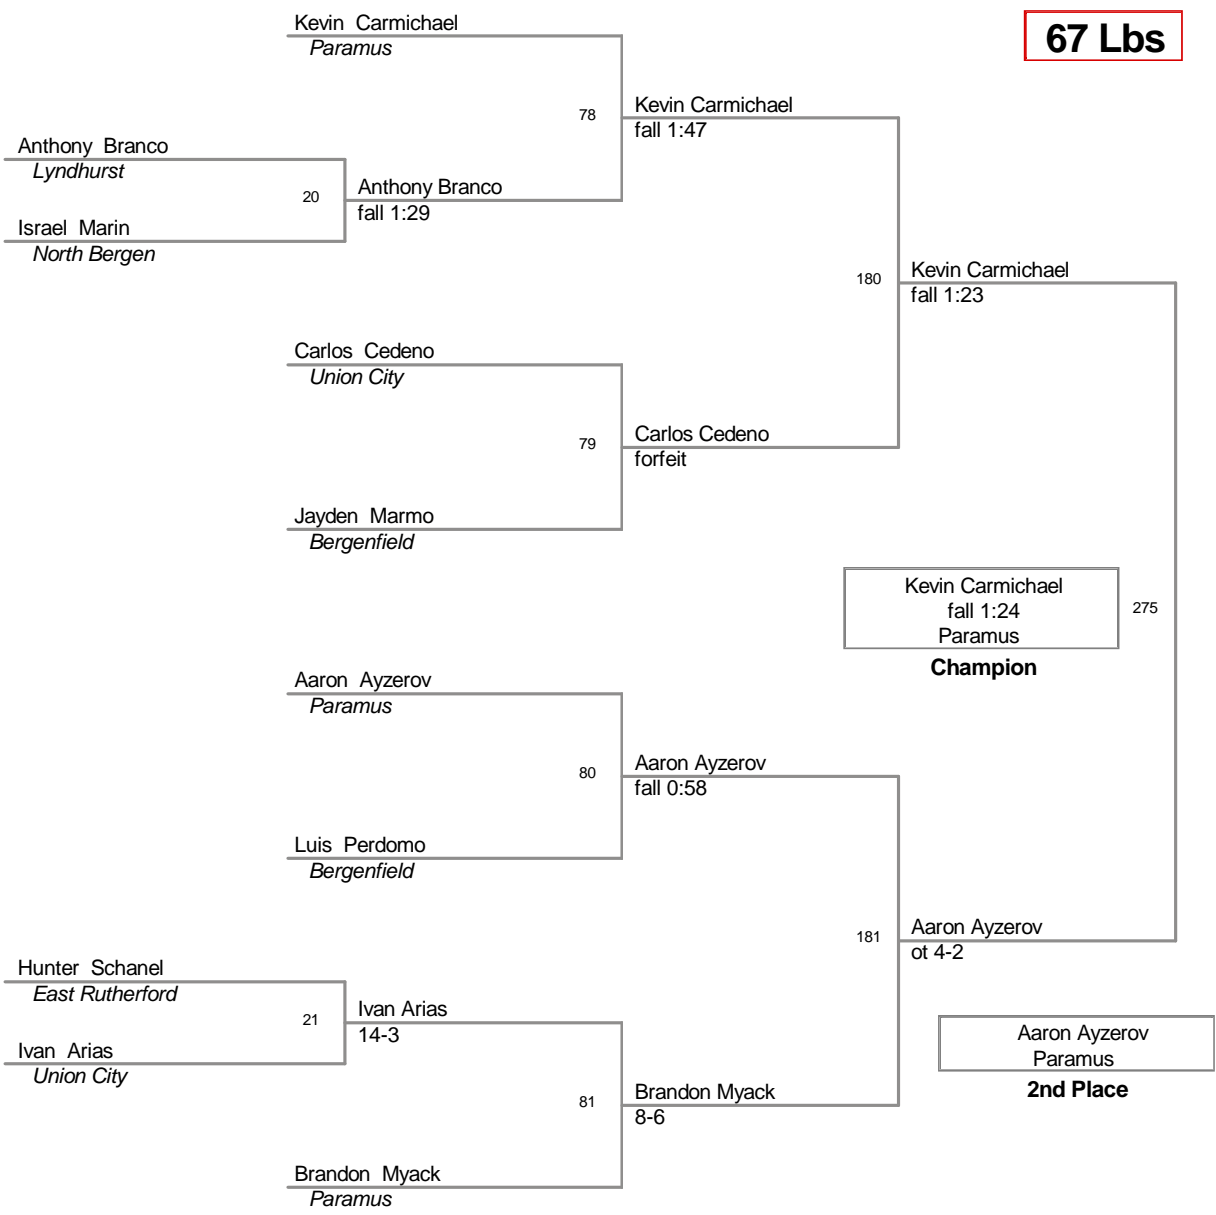 Kevin Carmichael
Paramus
67 Lbs
78
Kevin Carmichael
fall 1:47
Anthony Branco
Lyndhurst
20
Anthony Branco
fall 1:29
Israel Marin
North Bergen
180
Kevin Carmichael
fall 1:23
Carlos Cedeno
Union City
79
Carlos Cedeno
forfeit
Jayden Marmo
Bergenfield
Kevin Carmichael
fall 1:24
Paramus
275
Champion
Aaron Ayzerov
Paramus
80
Aaron Ayzerov
fall 0:58
Luis Perdomo
Bergenfield
181
Aaron Ayzerov
ot 4-2
Hunter Schanel
East Rutherford
21
Ivan Arias
14-3
Ivan Arias
Union City
Aaron Ayzerov
Paramus
2nd Place
81
Brandon Myack
8-6
Brandon Myack
Paramus